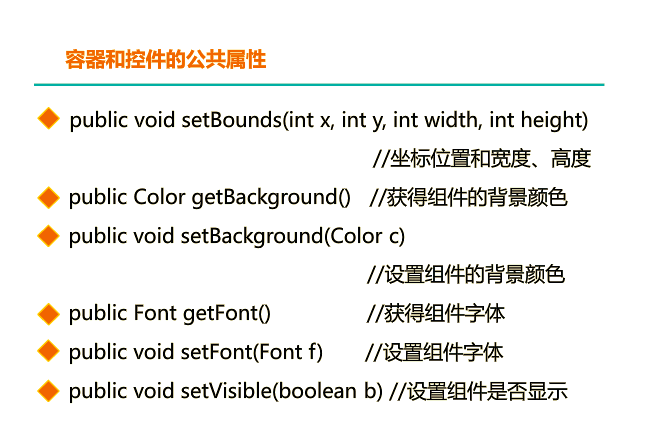 容器和控件的公共属性
public void setBounds(int x, int y, int width, int height)
//坐标位置和宽度、高度
public Color getBackground() //获得组件的背景颜色
public void setBackground(Color c)
//设置组件的背景颜色
public Font getFont() //获得组件字体
public void setFont(Font f) //设置组件字体
public void setVisible(boolean b) //设置组件是否显示